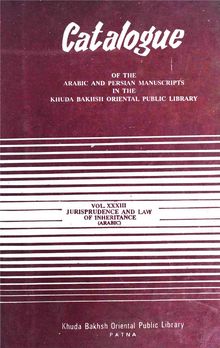 Catalogue
OF THE
ARABIC AND PERSIAN MANUSCRIPTS
IN THE
KHUDA BAKHSH ORIENTAL PUBLIC LIBRARY
VOL. XXXIII
JURISPRUDENCE AND LAW
OF INHERITANCE
(ARABIC)
Khuda Bakhsh Oriental Public Library
PATNA